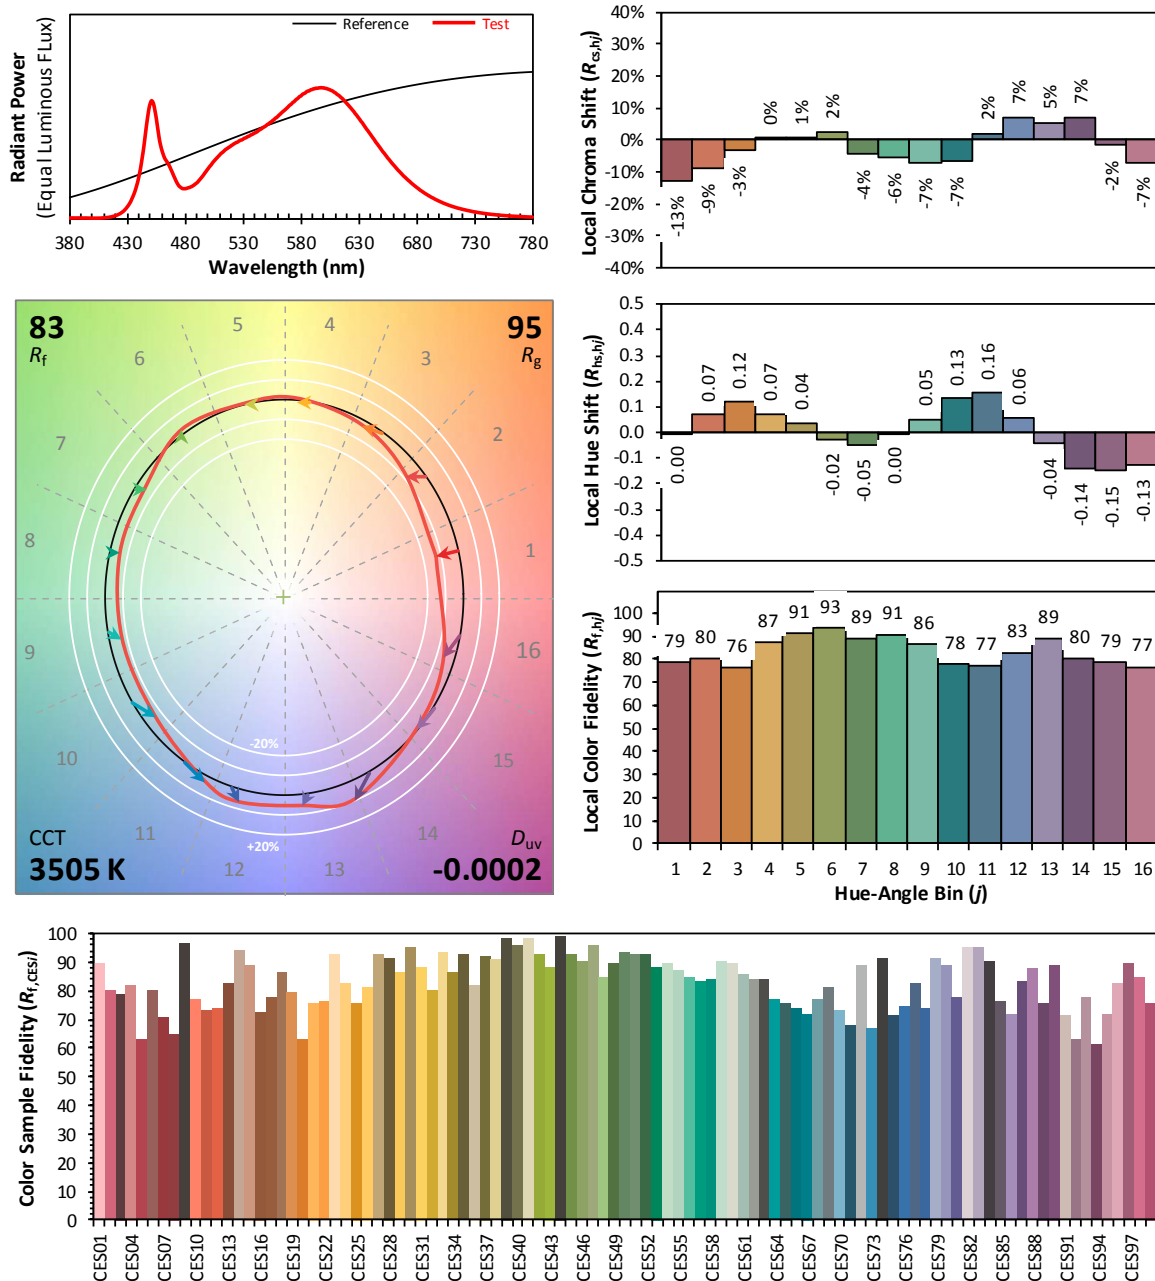 Radiant Power
(Equal Luminous FLux)
Reference
Test
380 430 480 530 580 630 680 730 780
Wavelength (nm)
Local Chroma Shift (Rcs,hj)
40%
30%
20%
10%
0%
-10%
-20%
-30%
-40%
-13% -9% -3% 0% 1% 2% -4% -6% -7% -7% 2% 7% 5% 7% -2% -7%
83
Rf
95
Rg
5 4
6 3
7 2
8 1
9 16
10 15
11 14
12 13
-20%
+20%
CCT
3505 K
Duv
-0.0002
Local Hue Shift (Rhs,hj)
0.5
0.4
0.3
0.2
0.1
0.0
-0.1
-0.2
-0.3
-0.4
-0.5
0.00 0.07 0.12 0.07 0.04 -0.02 -0.05 0.00 0.05 0.13 0.16 0.06 -0.04 -0.14 -0.15 -0.13
Local Color Fidelity (Rf,hj)
100
90
80
70
60
50
40
30
20
10
0
79 80 76 87 91 93 89 91 86 78 77 83 89 80 79 77
1 2 3 4 5 6 7 8 9 10 11 12 13 14 15 16
Hue-Angle Bin (j)
Color Sample Fidelity (Rf,CESi)
100
90
80
70
60
50
40
30
20
10
0
CES01 CES04 CES07 CES10 CES13 CES16 CES19 CES22 CES25 CES28 CES31 CES34 CES37 CES40 CES43 CES46 CES49 CES52 CES55 CES58 CES61 CES64 CES67 CES70 CES73 CES76 CES79 CES82 CES85 CES88 CES91 CES94 CES97